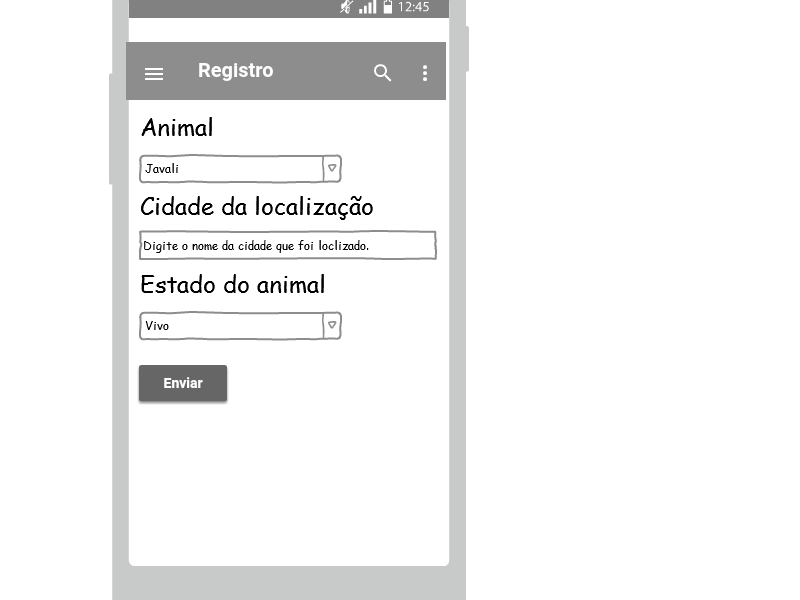 12:45
Registro
Animal
Javali
Cidade da localização
Digite o nome da cidade que foi loclizado.
Estado do animal
Vivo
Enviar